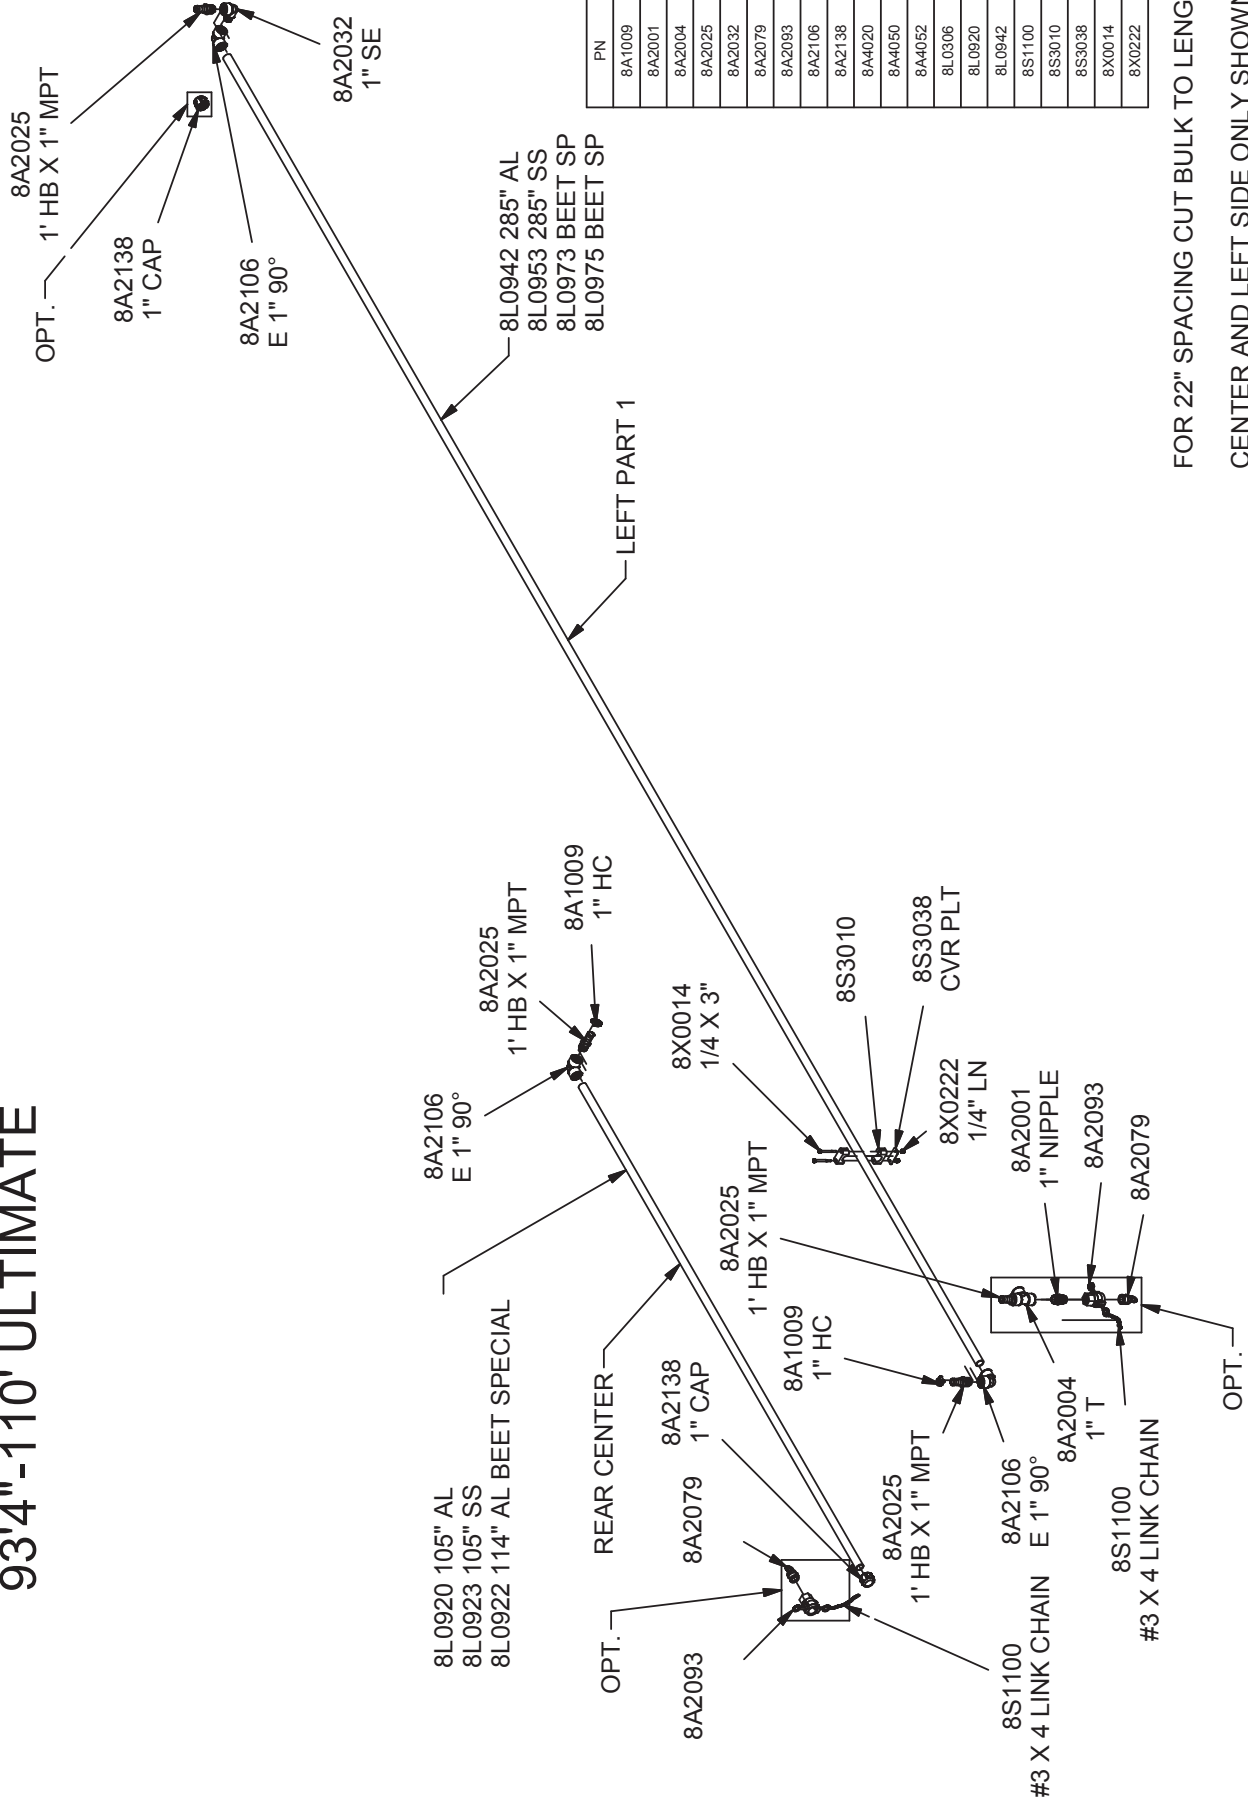 93'4"-110' ULTIMATE
8L0920 105" AL
8L0923 105" SS
8L0922 114" AL BEET SPECIAL
REAR CENTER
OPT.
8A2093
8A2079
8A2138
1" CAP
8S1100
#3 X 4 LINK CHAIN
8A2106
E 1" 90°
8A2025
1' HB X 1" MPT
8A1009
1" HC
8A2025
1' HB X 1" MPT
8A1009
1" HC
8A2106
E 1" 90°
8A2025
1' HB X 1" MPT
8A2004
1" T
8S1100
#3 X 4 LINK CHAIN
OPT.
8A2001
1" NIPPLE
8A2093
8A2079
8X0014
1/4 X 3"
8S3010
8S3038
CVR PLT
8X0222
1/4" LN
LEFT PART 1
8L0942 285" AL
8L0953 285" SS
8L0973 BEET SP
8L0975 BEET SP
OPT.
8A2025
1' HB X 1" MPT
8A2138
1" CAP
8A2106
E 1" 90°
8A2032
1" SE
PN
8A1009
8A2001
8A2004
8A2025
8A2032
8A2079
8A2093
8A2106
8A2138
8A4020
8A4050
8A4052
8L0306
8L0920
8L0942
8S1100
8S3010
8S3038
8X0014
8X0222
FOR 22" SPACING CUT BULK TO LENG
CENTER AND LEFT SIDE ONLY SHOWN